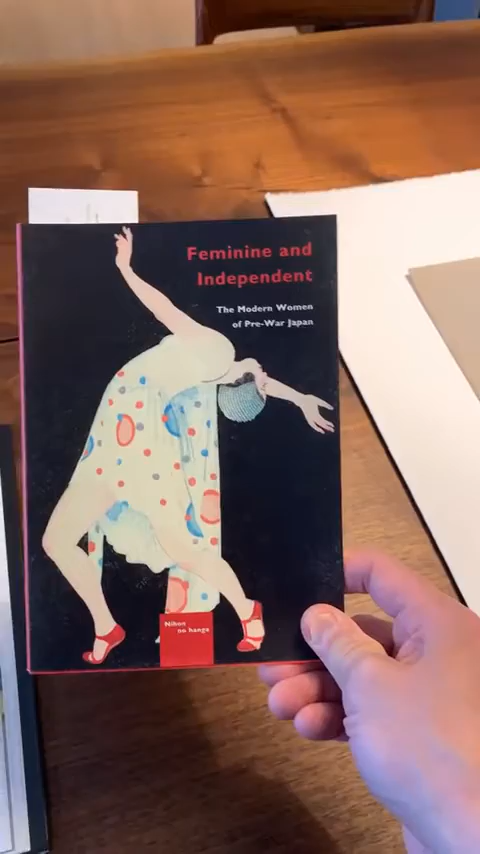 Feminine and
Independent
The Modern Women
of Pre-War Japan
Nihon
no hanga